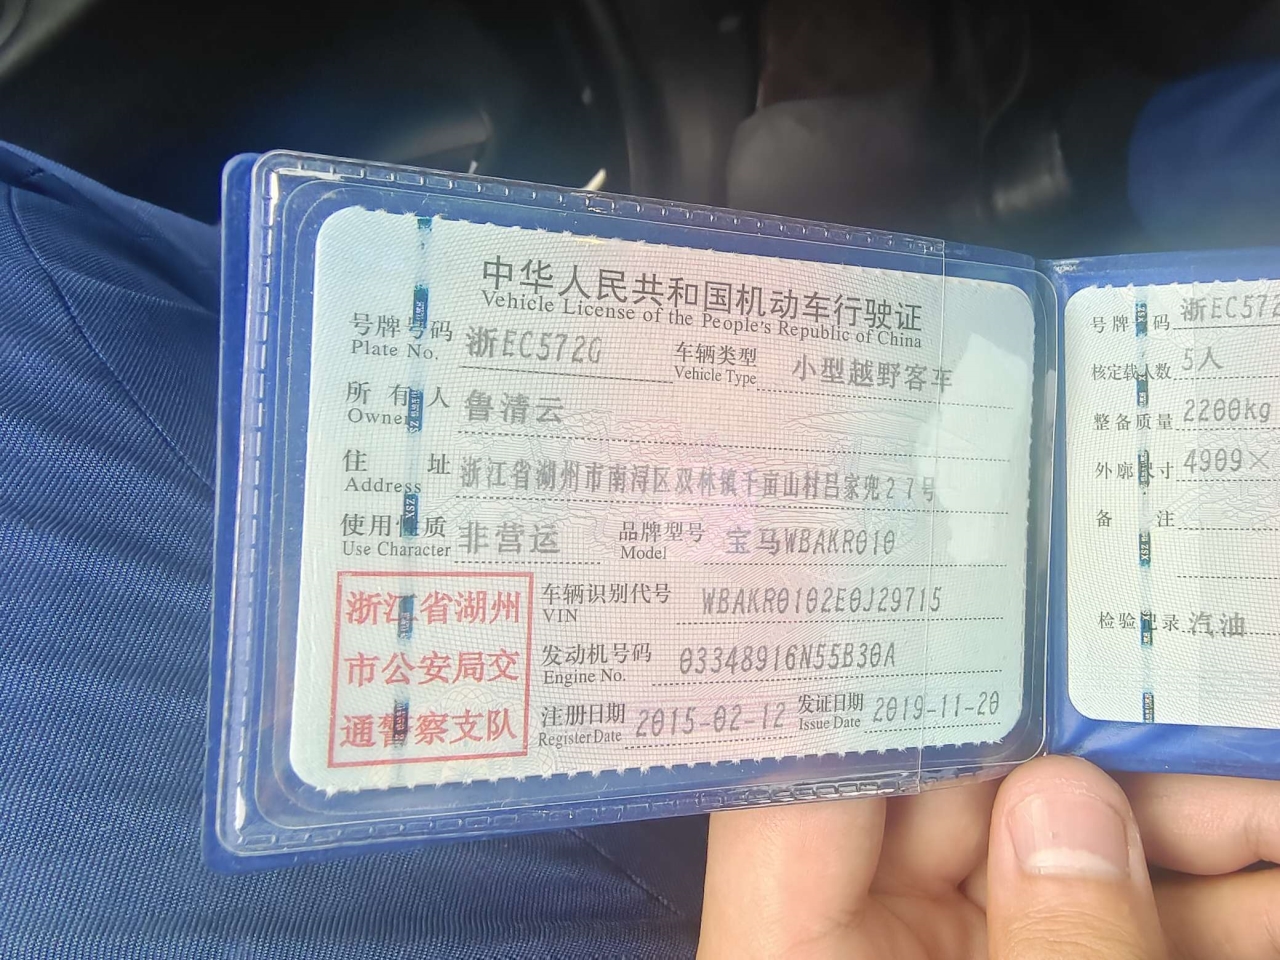 中华人民共和国机动车行驶证
Vehicle License of the People's Republic of China
号牌号码 浙EC572G 车辆类型 小型越野客车
Plate No. Vehicle Type
所有人 鲁清云
Owner
住址 浙江省湖州市南浔区双林镇千亩山村吕家兜27号
Address
使用性质 非营运 品牌型号 宝马WBAKR010
Use Character Model
浙江省湖州
市公安局交
通警察支队
车辆识别代号 WBAKR0102E0J29715
VIN
发动机号码 03348916N55B30A
Engine No.
注册日期 2015-02-12 发证日期 2019-11-20
Register Date Issue Date
号牌号码 浙EC572
核定载人数 5人
整备质量 2200kg
外廓尺寸 4909×
备注
检验记录 汽油